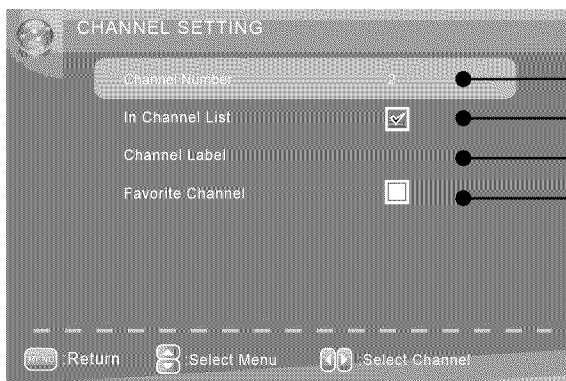 CHANNEL SETTING
Channel Number 2
In Channel List
Channel Label
Favorite Channel
MENU :Return :Select Menu :Select Channel